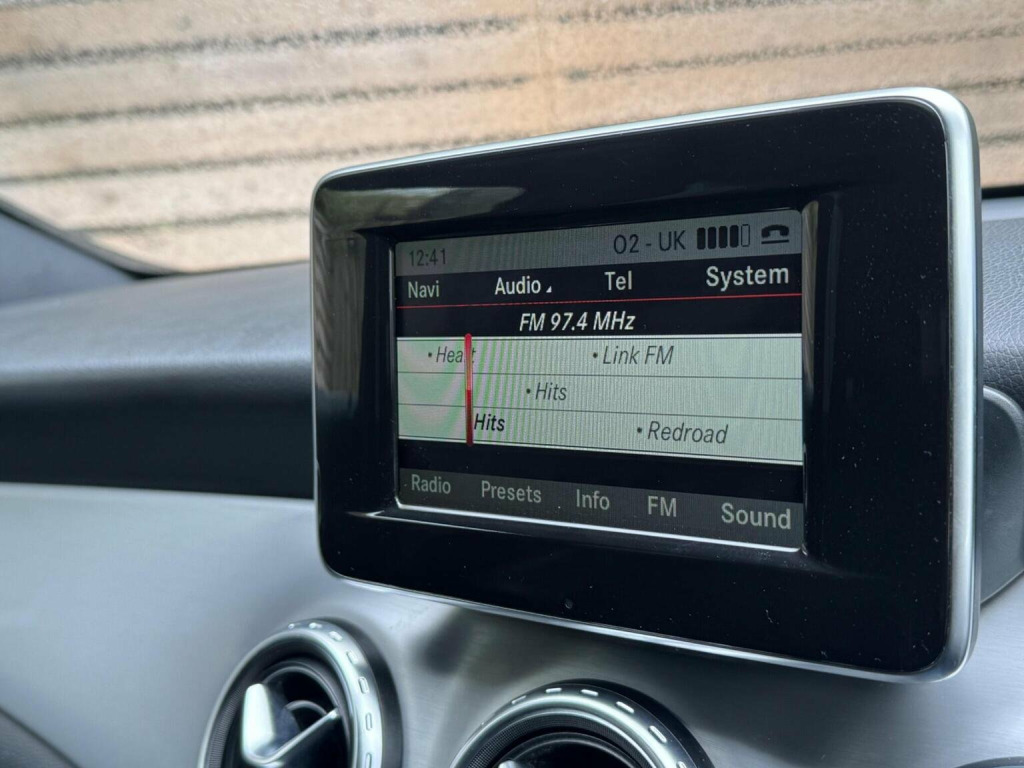 12:41 O2 - UK
Navi Audio Tel System
FM 97.4 MHz
• Heart • Link FM
• Hits
Hits • Redroad
Radio Presets Info FM Sound